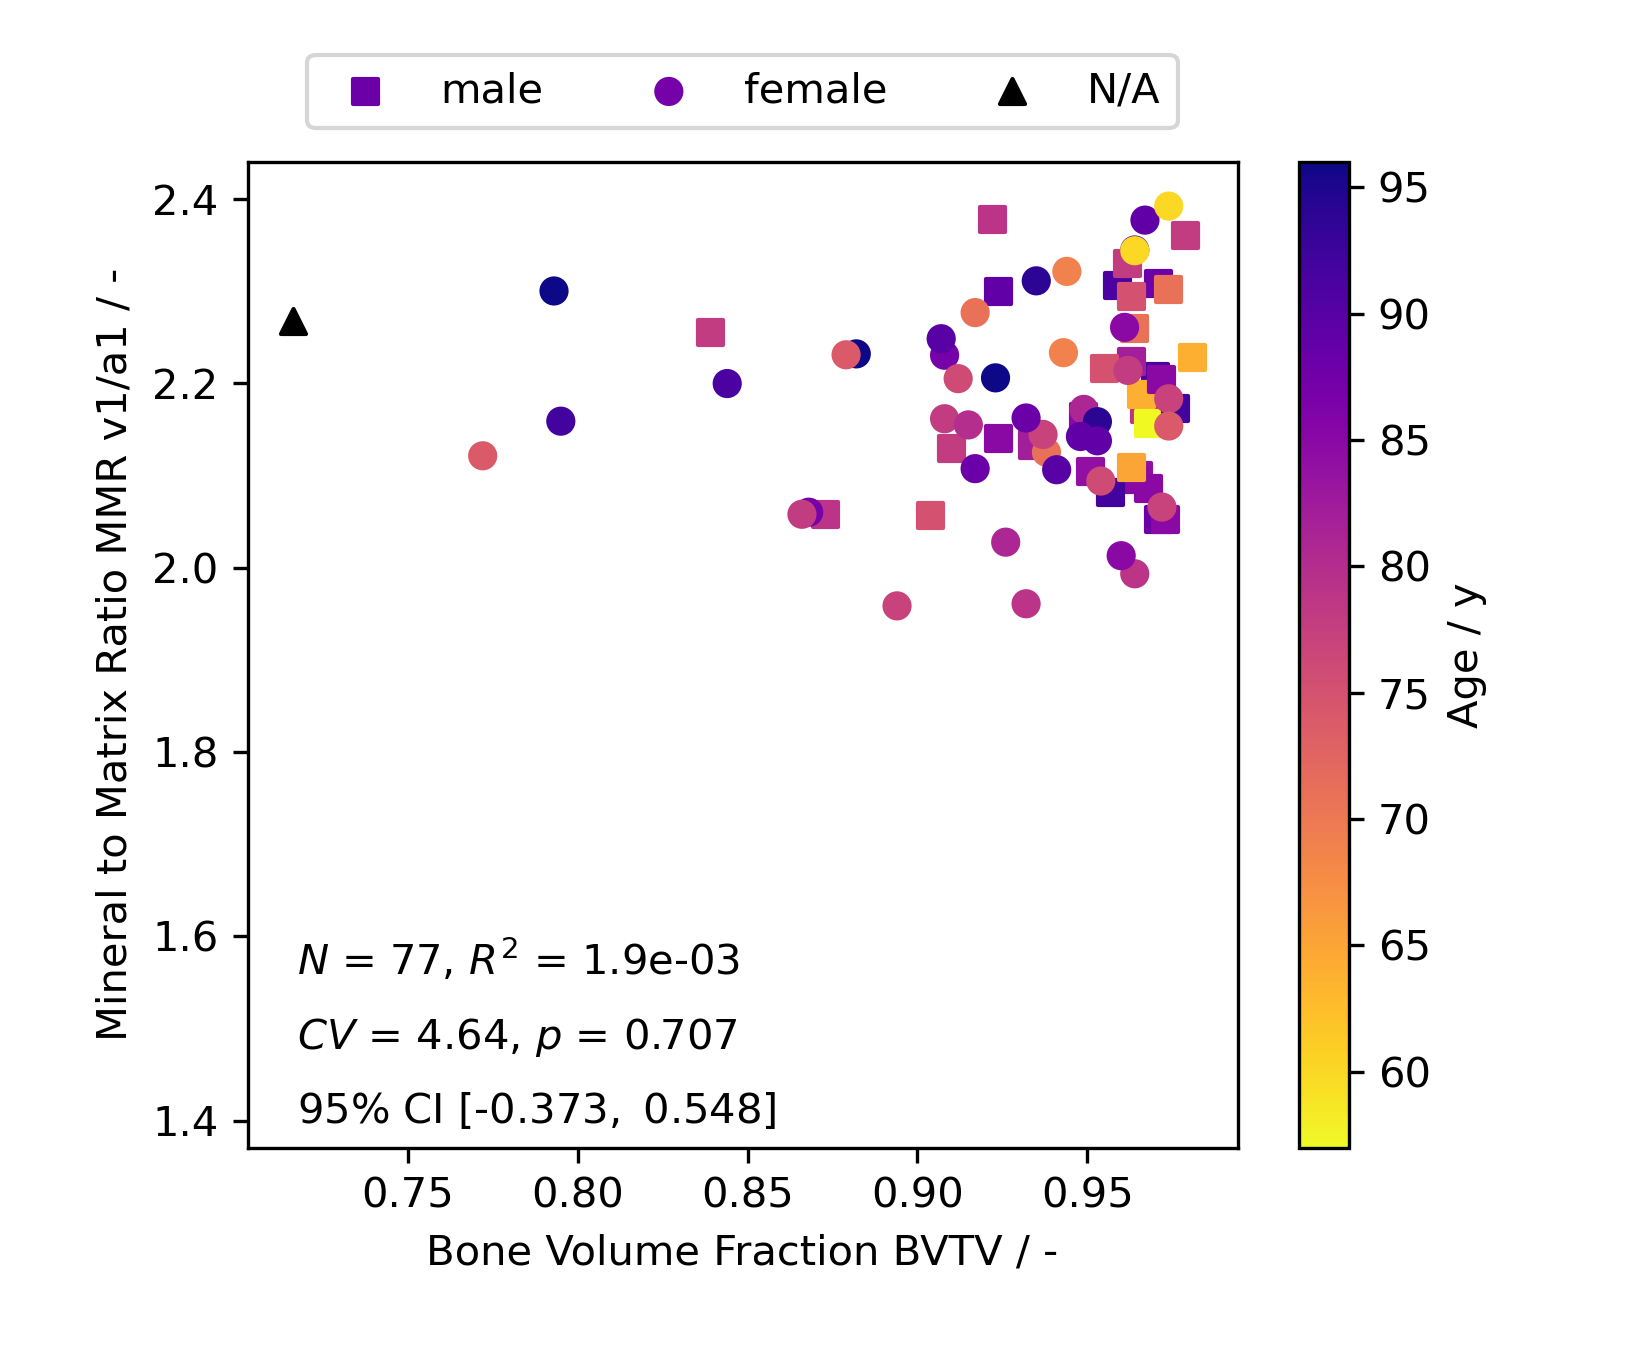 male female N/A
2.4
2.2
2.0
1.8
1.6
1.4
Mineral to Matrix Ratio MMR v1/a1 / -
N = 77, R² = 1.9e-03
CV = 4.64, p = 0.707
95% CI [-0.373, 0.548]
0.75 0.80 0.85 0.90 0.95
Bone Volume Fraction BVTV / -
95
90
85
80
75
70
65
60
Age / y